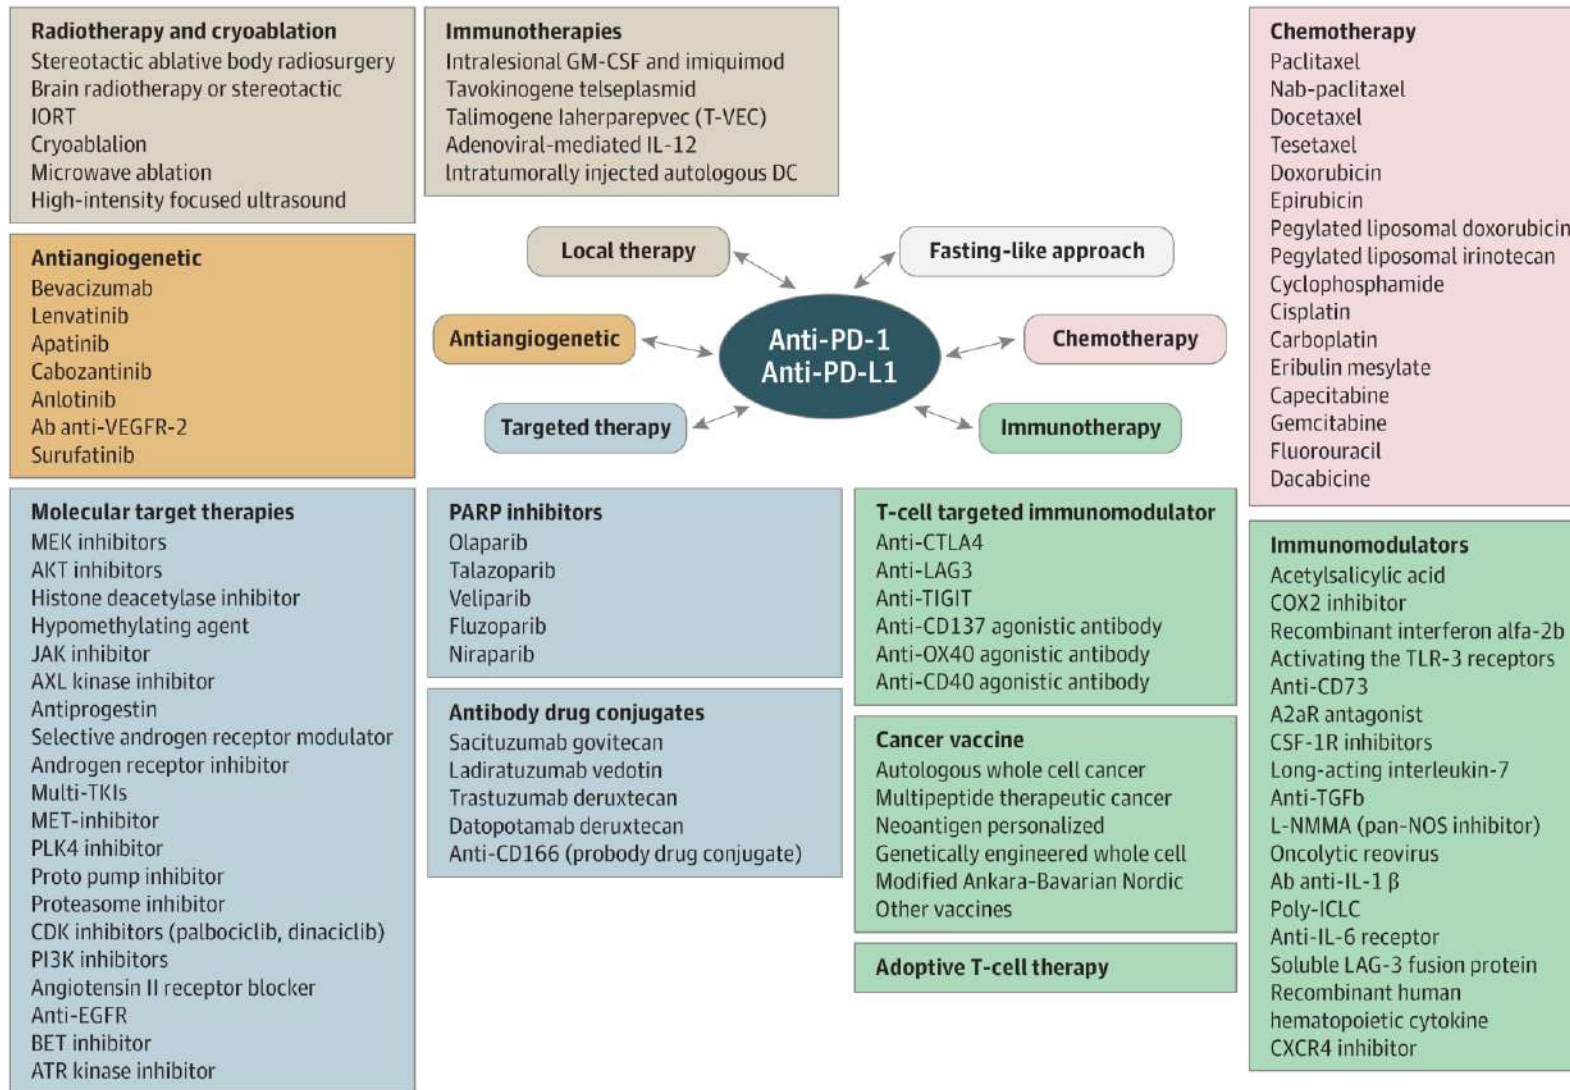 Radiotherapy and cryoablation
Stereotactic ablative body radiosurgery
Brain radiotherapy or stereotactic
IORT
Cryoablalion
Microwave ablation
High-intensity focused ultrasound
Immunotherapies
Intralesional GM-CSF and imiquimod
Tavokinogene telseplasmid
Talimogene laherparepvec (T-VEC)
Adenoviral-mediated IL-12
Intratumorally injected autologous DC
Chemotherapy
Paclitaxel
Nab-paclitaxel
Docetaxel
Tesetaxel
Doxorubicin
Epirubicin
Pegylated liposomal doxorubicin
Pegylated liposomal irinotecan
Cyclophosphamide
Cisplatin
Carboplatin
Eribulin mesylate
Capecitabine
Gemcitabine
Fluorouracil
Dacabicine
Antiangiogenetic
Bevacizumab
Lenvatinib
Apatinib
Cabozantinib
Anlotinib
Ab anti-VEGFR-2
Surufatinib
Local therapy
Fasting-like approach
Antiangiogenetic
Anti-PD-1
Anti-PD-L1
Chemotherapy
Targeted therapy
Immunotherapy
Molecular target therapies
MEK inhibitors
AKT inhibitors
Histone deacetylase inhibitor
Hypomethylating agent
JAK inhibitor
AXL kinase inhibitor
Antiprogestin
Selective androgen receptor modulator
Androgen receptor inhibitor
Multi-TKIs
MET-inhibitor
PLK4 inhibitor
Proto pump inhibitor
Proteasome inhibitor
CDK inhibitors (palbociclib, dinaciclib)
PI3K inhibitors
Angiotensin II receptor blocker
Anti-EGFR
BET inhibitor
ATR kinase inhibitor
PARP inhibitors
Olaparib
Talazoparib
Veliparib
Fluzoparib
Niraparib
Antibody drug conjugates
Sacituzumab govitecan
Ladiratuzumab vedotin
Trastuzumab deruxtecan
Datopotamab deruxtecan
Anti-CD166 (probody drug conjugate)
T-cell targeted immunomodulator
Anti-CTLA4
Anti-LAG3
Anti-TIGIT
Anti-CD137 agonistic antibody
Anti-OX40 agonistic antibody
Anti-CD40 agonistic antibody
Cancer vaccine
Autologous whole cell cancer
Multipeptide therapeutic cancer
Neoantigen personalized
Genetically engineered whole cell
Modified Ankara-Bavarian Nordic
Other vaccines
Adoptive T-cell therapy
Immunomodulators
Acetylsalicylic acid
COX2 inhibitor
Recombinant interferon alfa-2b
Activating the TLR-3 receptors
Anti-CD73
A2aR antagonist
CSF-1R inhibitors
Long-acting interleukin-7
Anti-TGFb
L-NMMA (pan-NOS inhibitor)
Oncolytic reovirus
Ab anti-IL-1 β
Poly-ICLC
Anti-IL-6 receptor
Soluble LAG-3 fusion protein
Recombinant human
hematopoietic cytokine
CXCR4 inhibitor